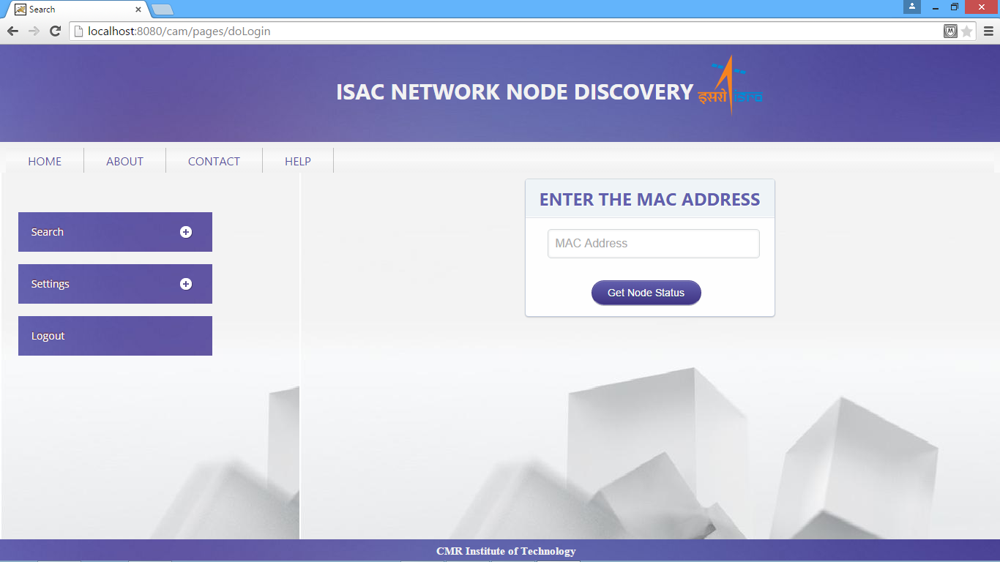 Search
localhost:8080/cam/pages/doLogin
ISAC NETWORK NODE DISCOVERY
इसरो isro
HOME ABOUT CONTACT HELP
ENTER THE MAC ADDRESS
MAC Address
Get Node Status
Search
Settings
Logout
CMR Institute of Technology